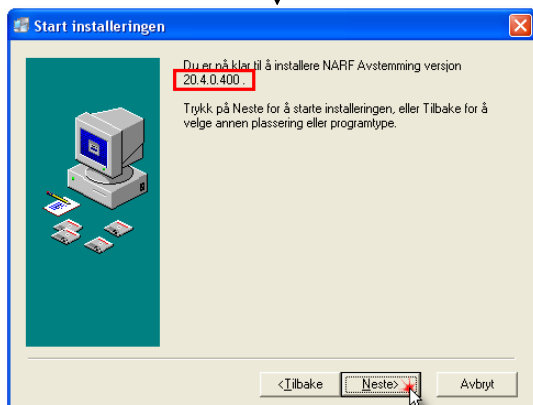 Start installeringen
Du er nå klar til å installere NARF Avstemming versjon
20.4.0.400 .
Trykk på Neste for å starte installeringen, eller Tilbake for å
velge annen plassering eller programtype.
<Tilbake Neste> Avbryt